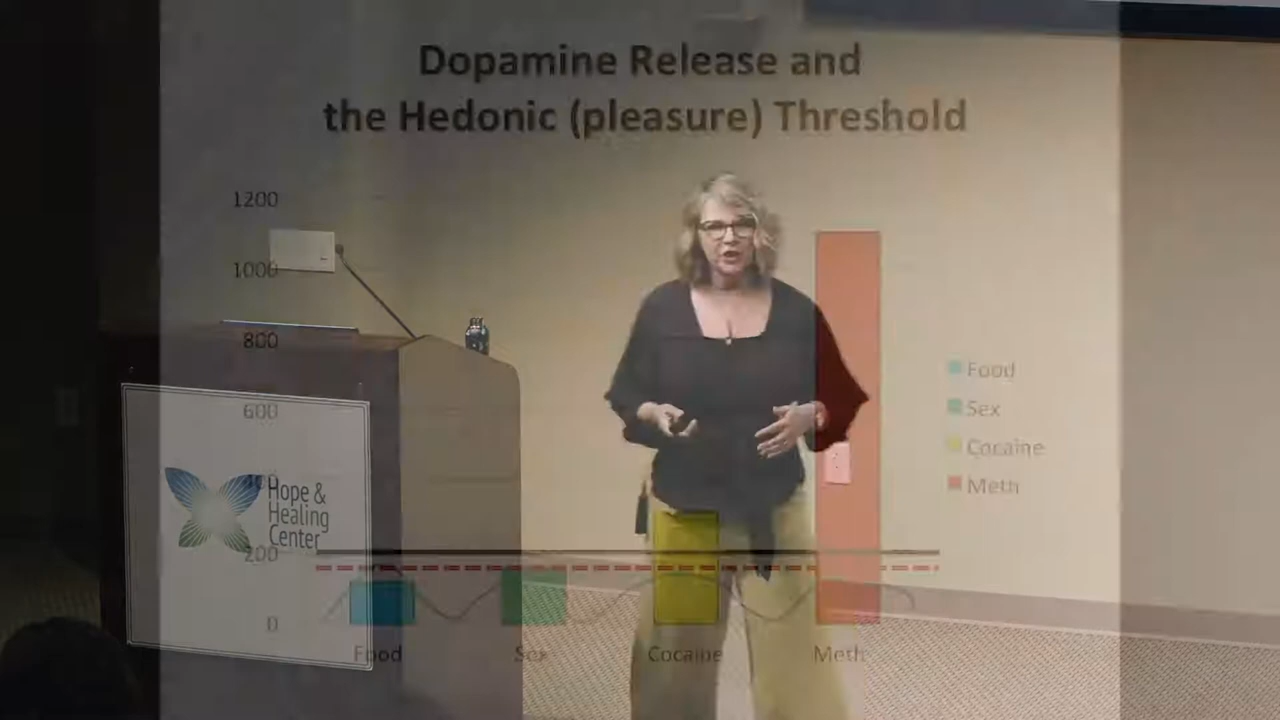 Dopamine Release and
the Hedonic (pleasure) Threshold
1200
1000
800
600
400
200
0
Food
Sex
Cocaine
Meth
Food
Sex
Cocaine
Meth
Hope &
Healing
Center